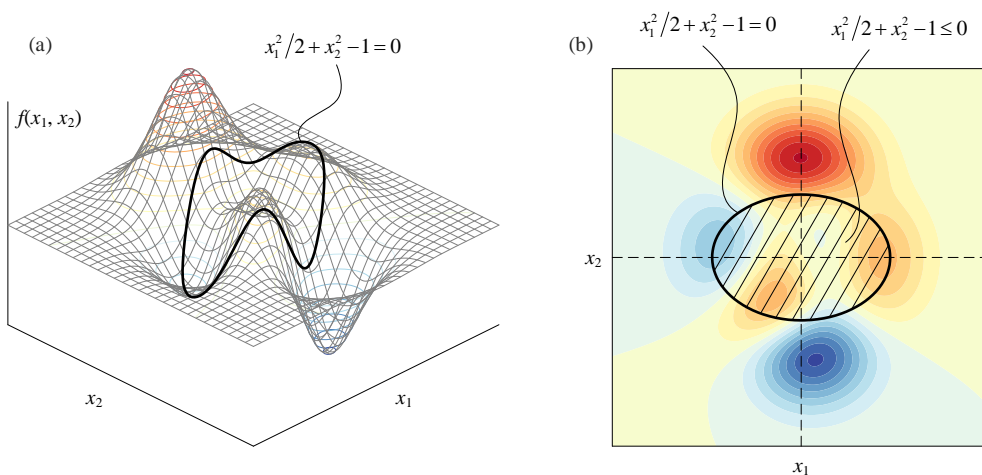 (a)
x₁²/2 + x₂² − 1 = 0
f(x₁, x₂)
x₂
x₁
(b)
x₁²/2 + x₂² − 1 = 0
x₁²/2 + x₂² − 1 ≤ 0
x₂
x₁